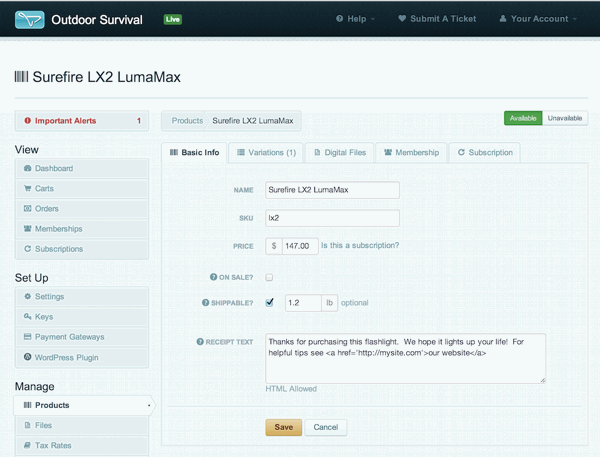 Outdoor Survival Live Help Submit A Ticket Your Account
Surefire LX2 LumaMax
Important Alerts 1
Products Surefire LX2 LumaMax
Available Unavailable
View
Dashboard
Carts
Orders
Memberships
Subscriptions
Set Up
Settings
Keys
Payment Gateways
WordPress Plugin
Manage
Products
Files
Tax Rates
Basic Info Variations (1) Digital Files Membership Subscription
NAME Surefire LX2 LumaMax
SKU lx2
PRICE $ 147.00 Is this a subscription?
ON SALE?
SHIPPABLE? 1.2 lb optional
RECEIPT TEXT Thanks for purchasing this flashlight. We hope it lights up your life! For
helpful tips see <a href='http://mysite.com'>our website</a>
HTML Allowed
Save Cancel